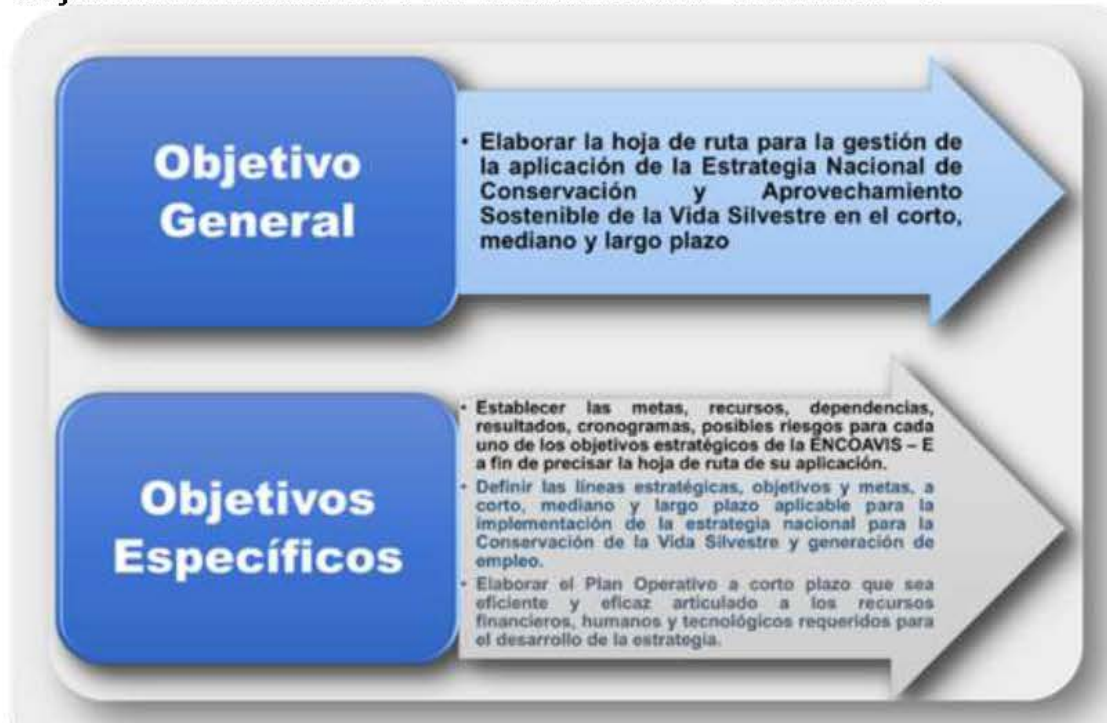 Objetivo
General
• Elaborar la hoja de ruta para la gestión de
la aplicación de la Estrategia Nacional de
Conservación y Aprovechamiento
Sostenible de la Vida Silvestre en el corto,
mediano y largo plazo
Objetivos
Específicos
• Establecer las metas, recursos, dependencias,
resultados, cronogramas, posibles riesgos para cada
uno de los objetivos estratégicos de la ENCOAVIS – E
a fin de precisar la hoja de ruta de su aplicación.
• Definir las líneas estratégicas, objetivos y metas, a
corto, mediano y largo plazo aplicable para la
implementación de la estrategia nacional para la
Conservación de la Vida Silvestre y generación de
empleo.
• Elaborar el Plan Operativo a corto plazo que sea
eficiente y eficaz articulado a los recursos
financieros, humanos y tecnológicos requeridos para
el desarrollo de la estrategia.